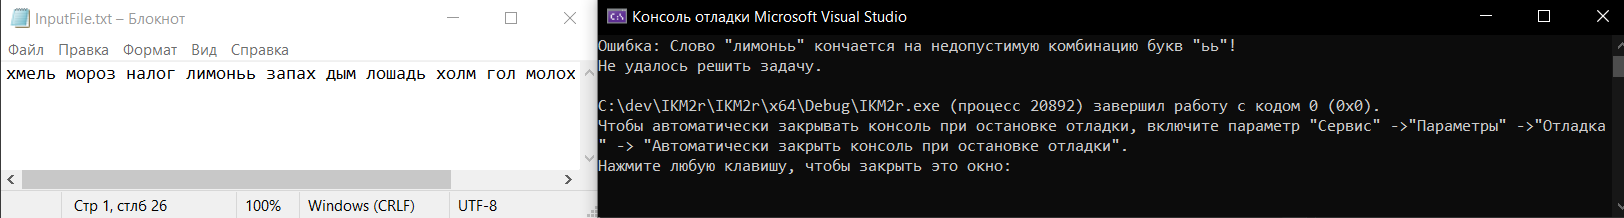 InputFile.txt – Блокнот
Файл Правка Формат Вид Справка
хмель мороз налог лимоньь запах дым лошадь холм гол молох
Стр 1, стлб 26 100% Windows (CRLF) UTF-8
Консоль отладки Microsoft Visual Studio
Ошибка: Слово "лимоньь" кончается на недопустимую комбинацию букв "ьь"!
Не удалось решить задачу.
C:\dev\IKM2r\IKM2r\x64\Debug\IKM2r.exe (процесс 20892) завершил работу с кодом 0 (0x0).
Чтобы автоматически закрывать консоль при остановке отладки, включите параметр "Сервис" ->"Параметры" ->"Отладка
" -> "Автоматически закрыть консоль при остановке отладки".
Нажмите любую клавишу, чтобы закрыть это окно: